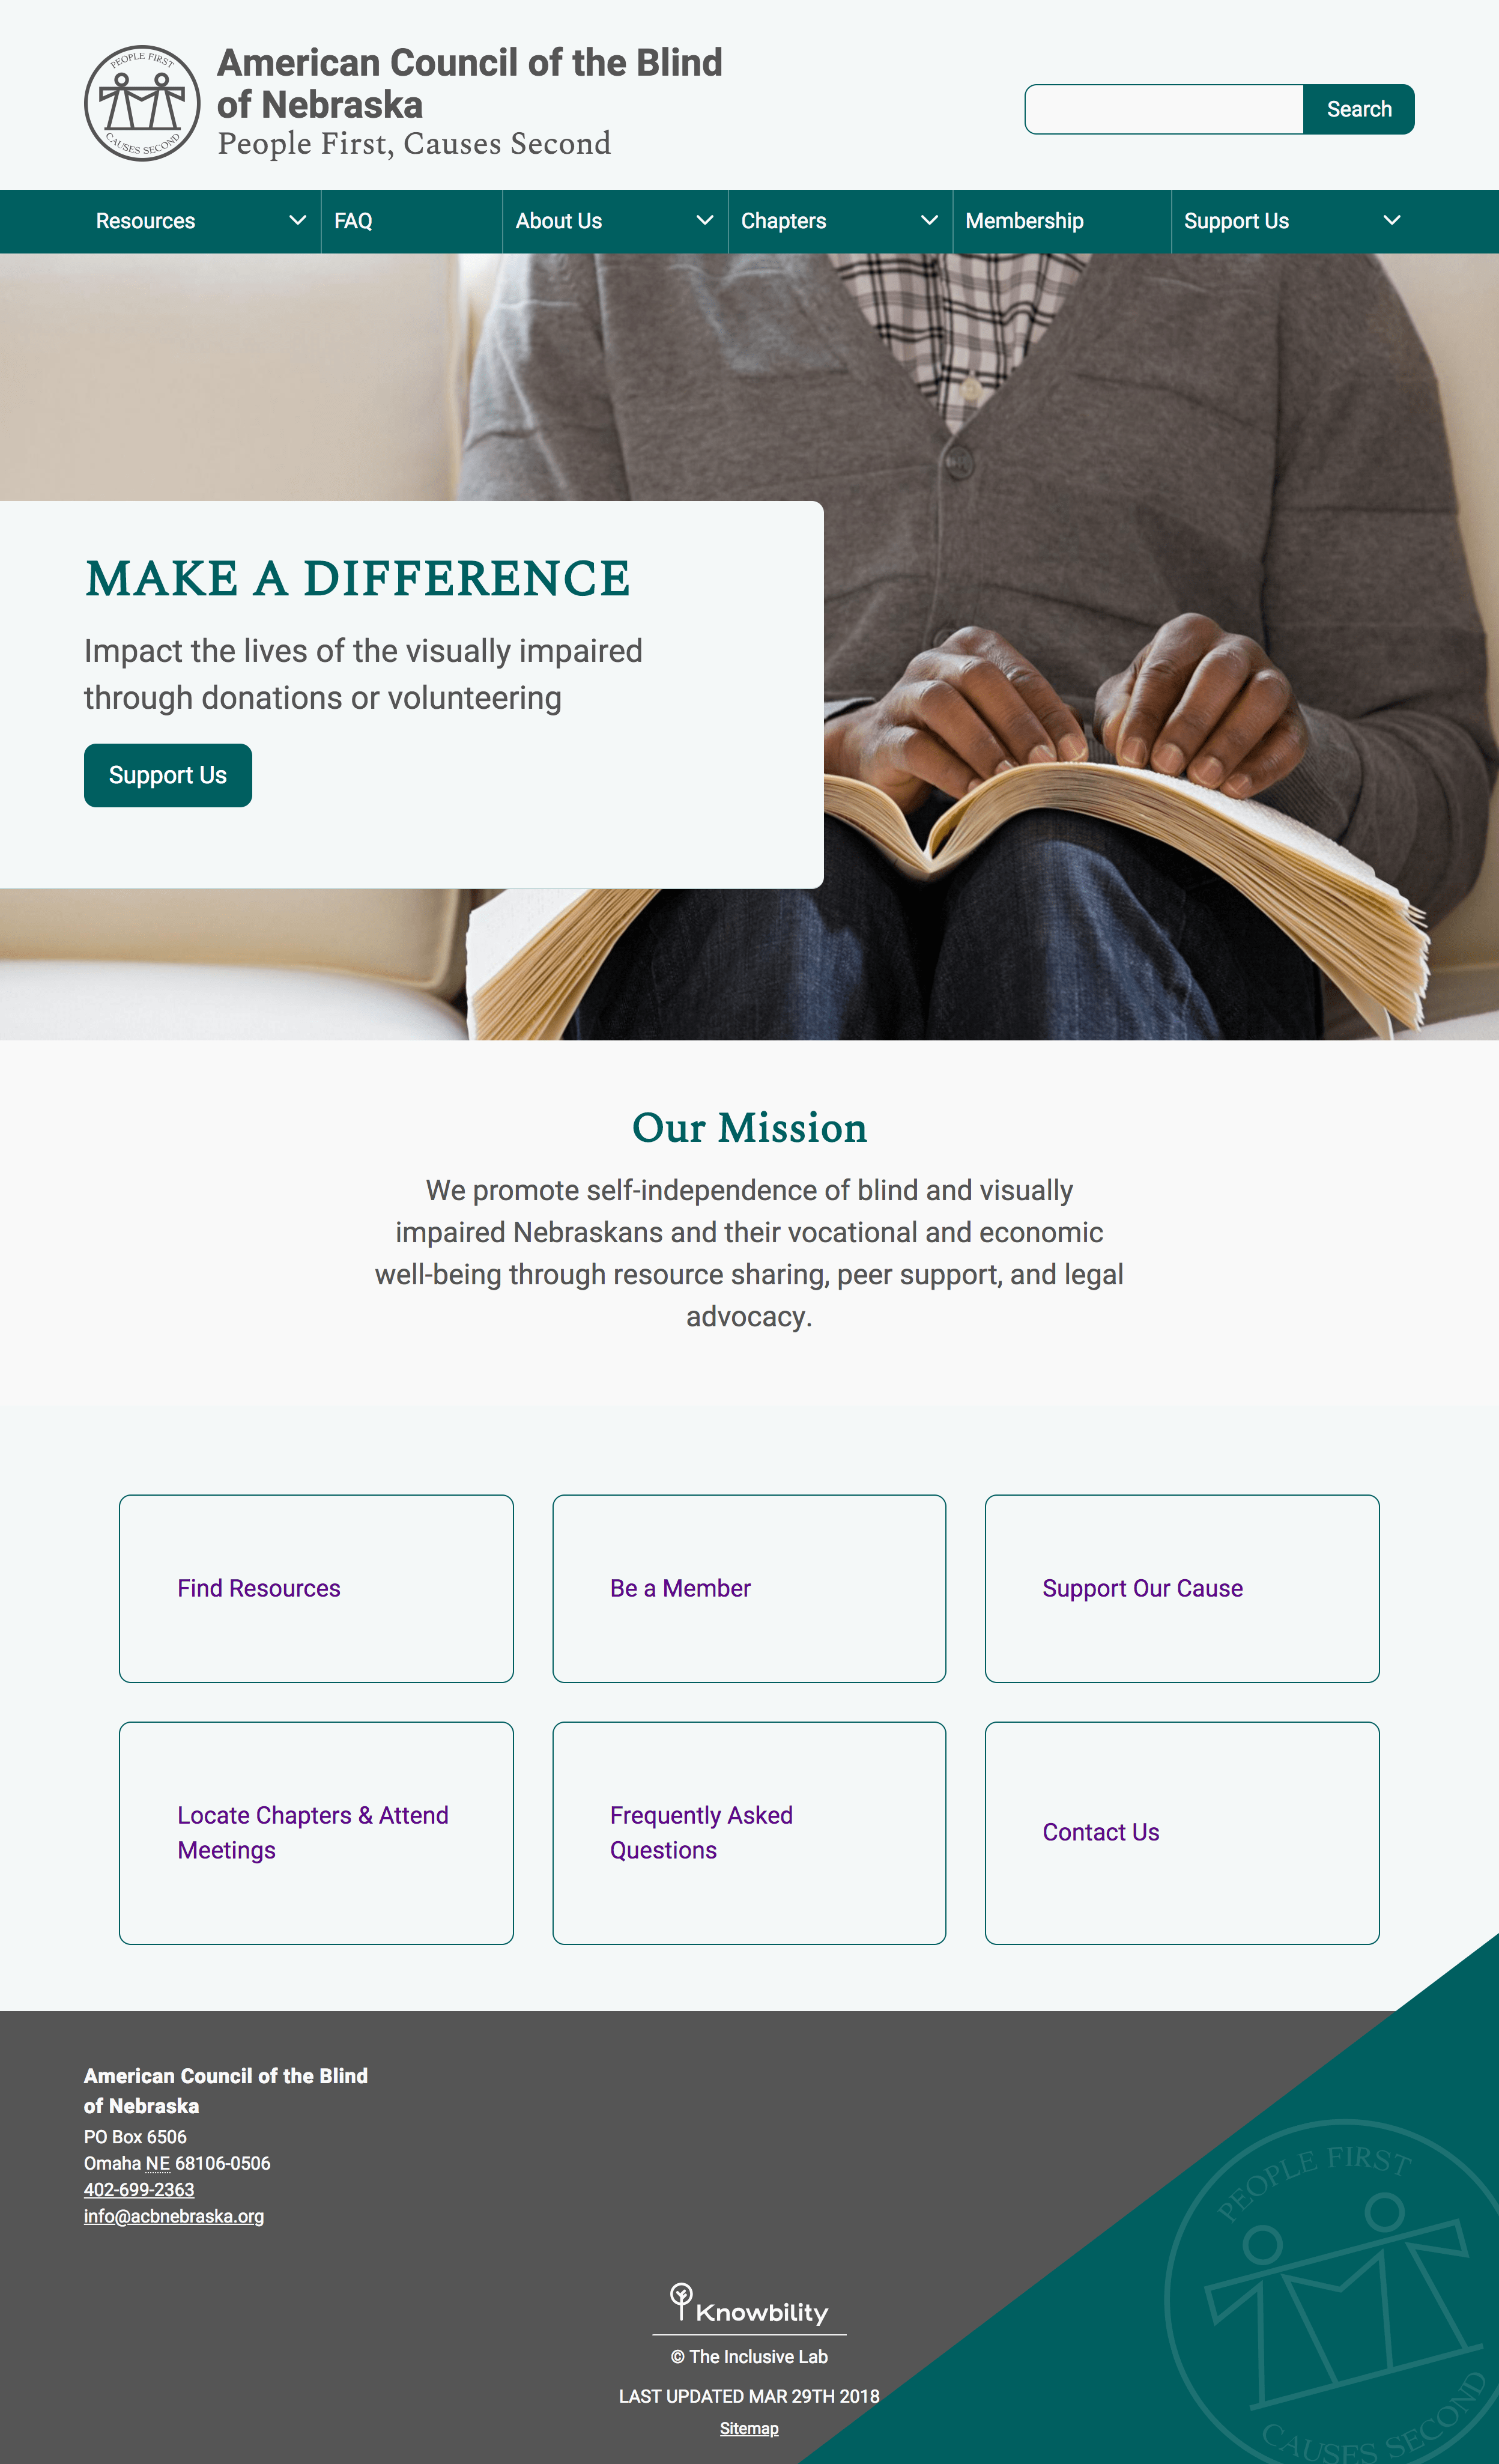 PEOPLE FIRST
CAUSES SECOND
American Council of the Blind
of Nebraska
People First, Causes Second
Search
Resources
FAQ
About Us
Chapters
Membership
Support Us
MAKE A DIFFERENCE
Impact the lives of the visually impaired
through donations or volunteering
Support Us
Our Mission
We promote self-independence of blind and visually
impaired Nebraskans and their vocational and economic
well-being through resource sharing, peer support, and legal
advocacy.
Find Resources
Be a Member
Support Our Cause
Locate Chapters & Attend
Meetings
Frequently Asked
Questions
Contact Us
American Council of the Blind
of Nebraska
PO Box 6506
Omaha NE 68106-0506
402-699-2363
info@acbnebraska.org
PEOPLE FIRST
CAUSES SECOND
Knowbility
© The Inclusive Lab
LAST UPDATED MAR 29TH 2018
Sitemap